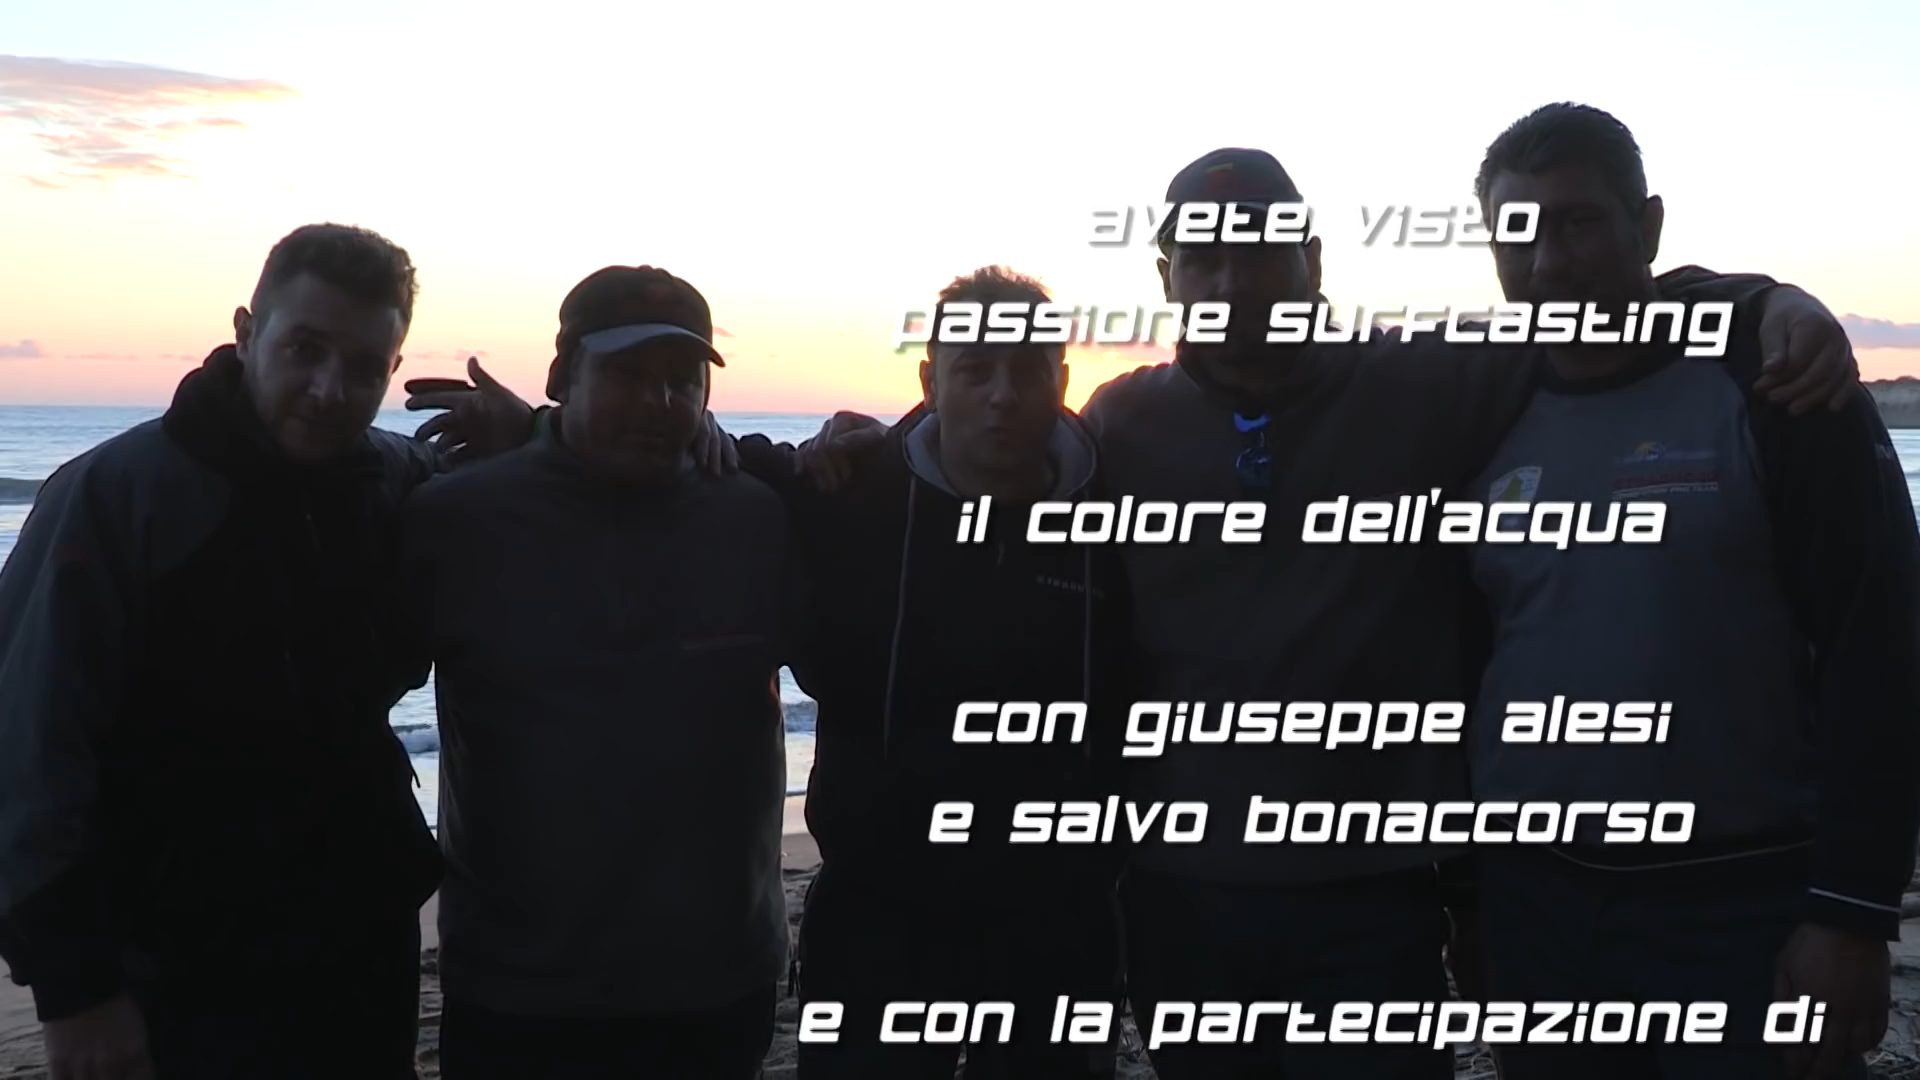 avete visto
passione surfcasting
il colore dell'acqua
con giuseppe alesi
e salvo bonaccorso
e con la partecipazione di